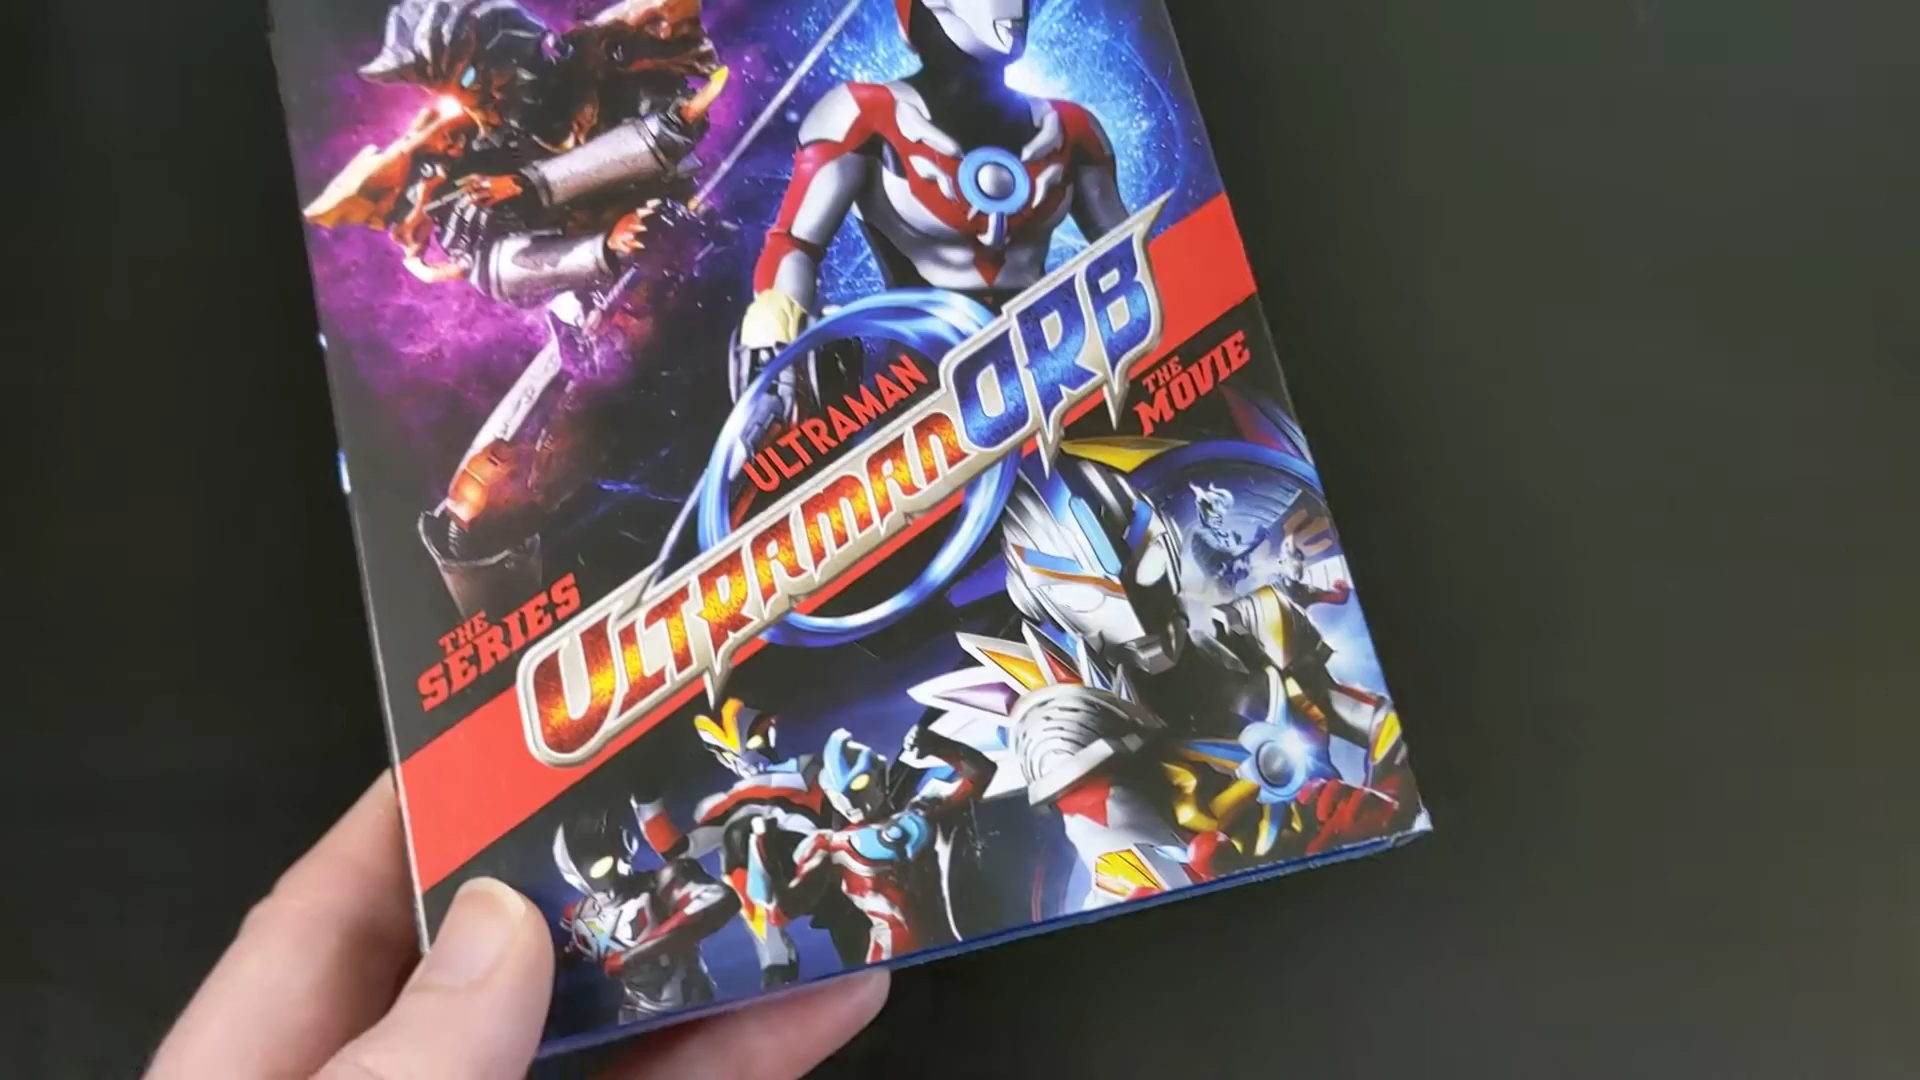 ULTRAMAN
ULTRAMAN ORB
THE
SERIES
THE
MOVIE